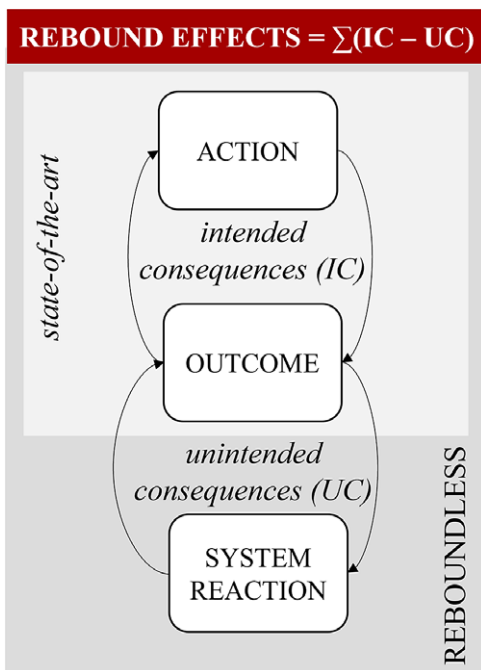 REBOUND EFFECTS = ∑(IC – UC)
state-of-the-art
ACTION
intended
consequences (IC)
OUTCOME
unintended
consequences (UC)
SYSTEM
REACTION
REBOUNDLESS